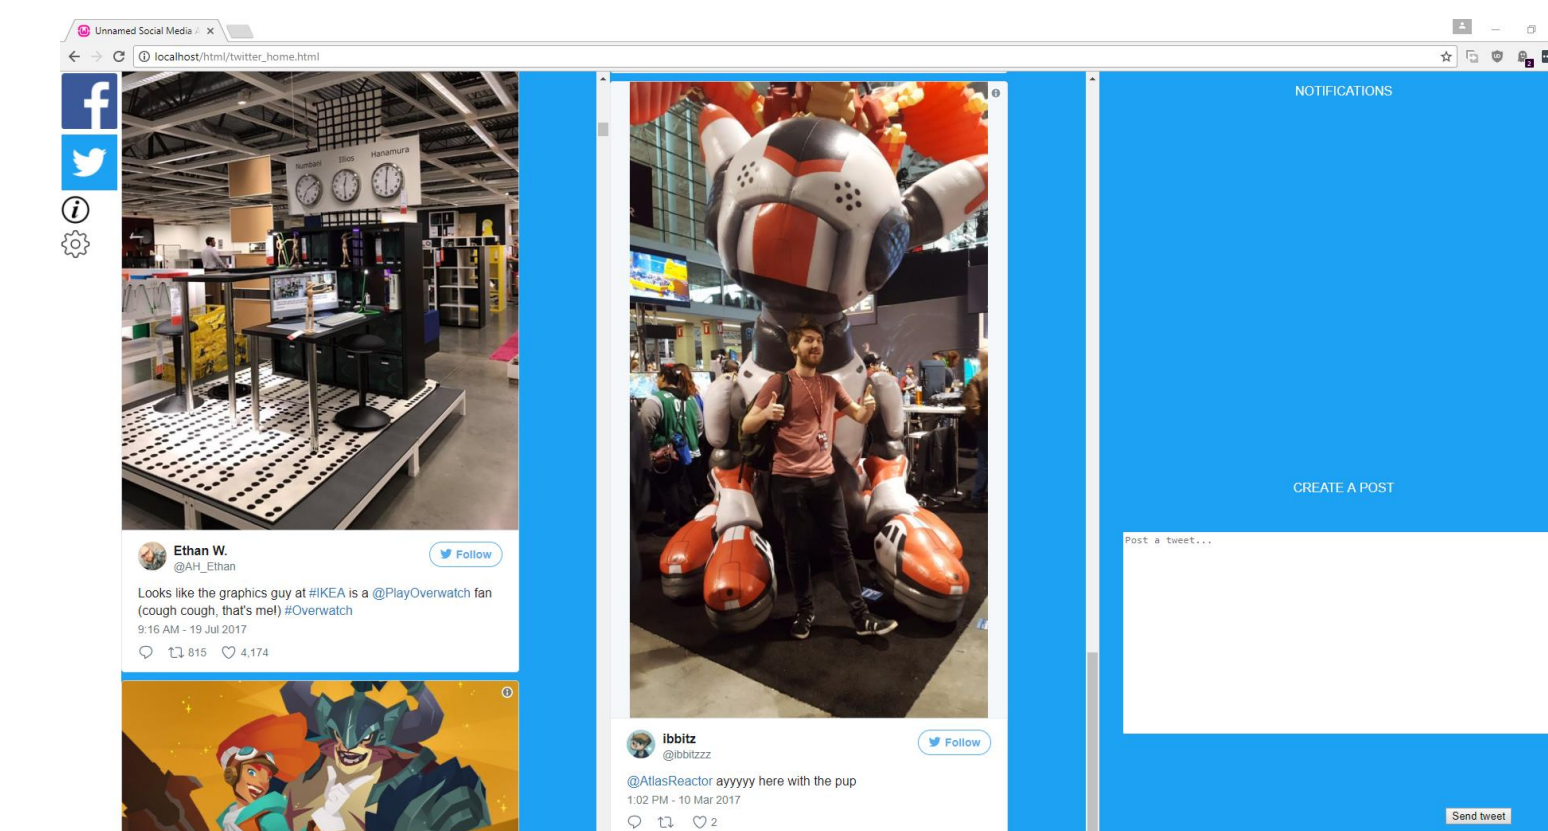 Unnamed Social Media A
localhost/html/twitter_home.html
2
Numbani Illios Hanamura
Ethan W.
@AH_Ethan
Follow
Looks like the graphics guy at #IKEA is a @PlayOverwatch fan
(cough cough, that's me!) #Overwatch
9:16 AM - 19 Jul 2017
815 4,174
ibbitz
@ibbitzzz
Follow
@AtlasReactor ayyyyy here with the pup
1:02 PM - 10 Mar 2017
2
NOTIFICATIONS
CREATE A POST
Post a tweet...
Send tweet